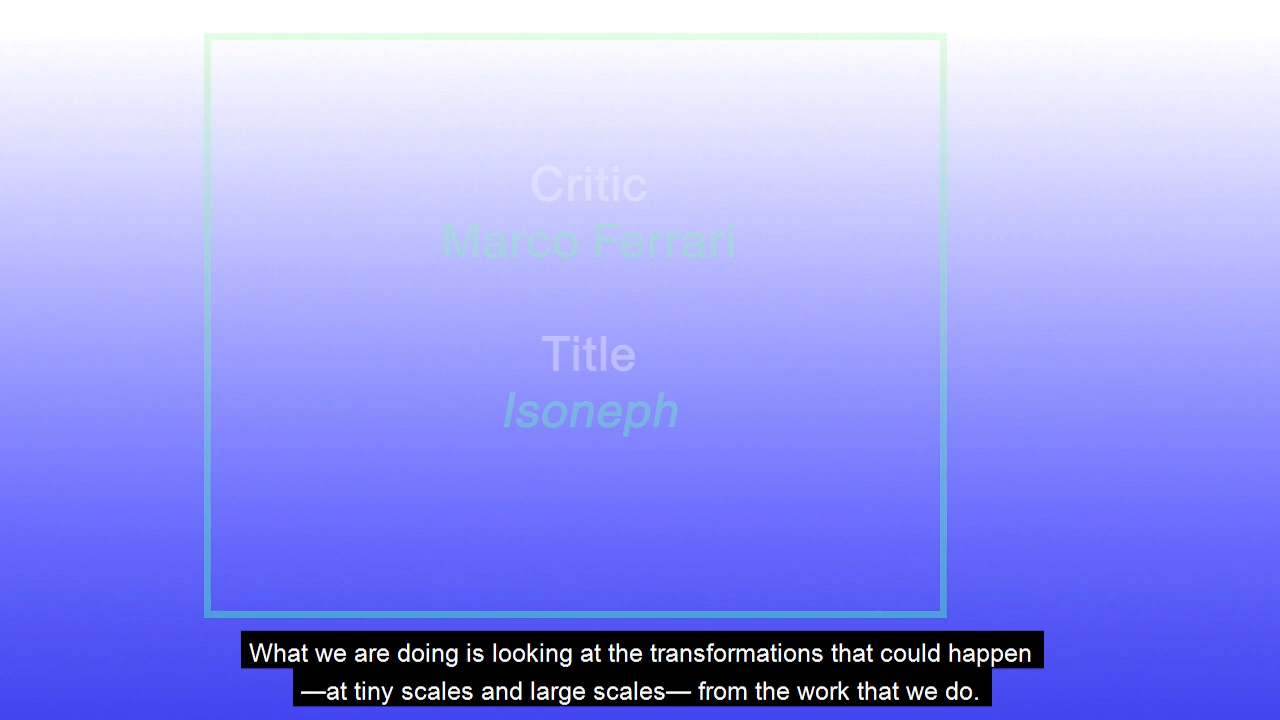 Critic
Marco Ferrari
Title
Isoneph
What we are doing is looking at the transformations that could happen
—at tiny scales and large scales— from the work that we do.